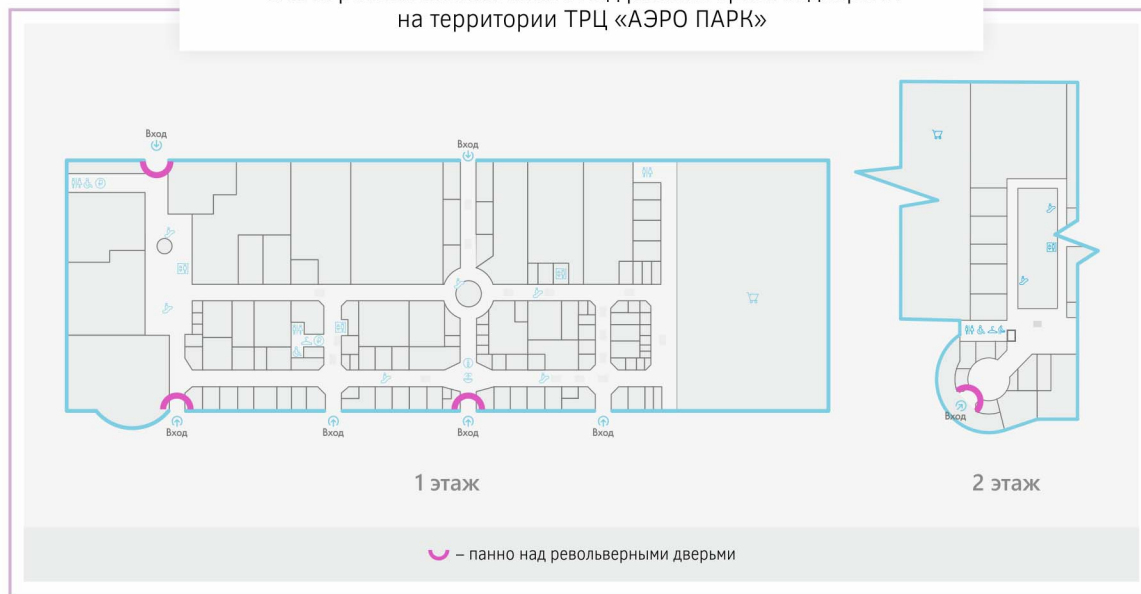 на территории ТРЦ «АЭРО ПАРК»
Вход
Вход
Вход
Вход
Вход
Вход
Вход
1 этаж
2 этаж
– панно над револьверными дверьми